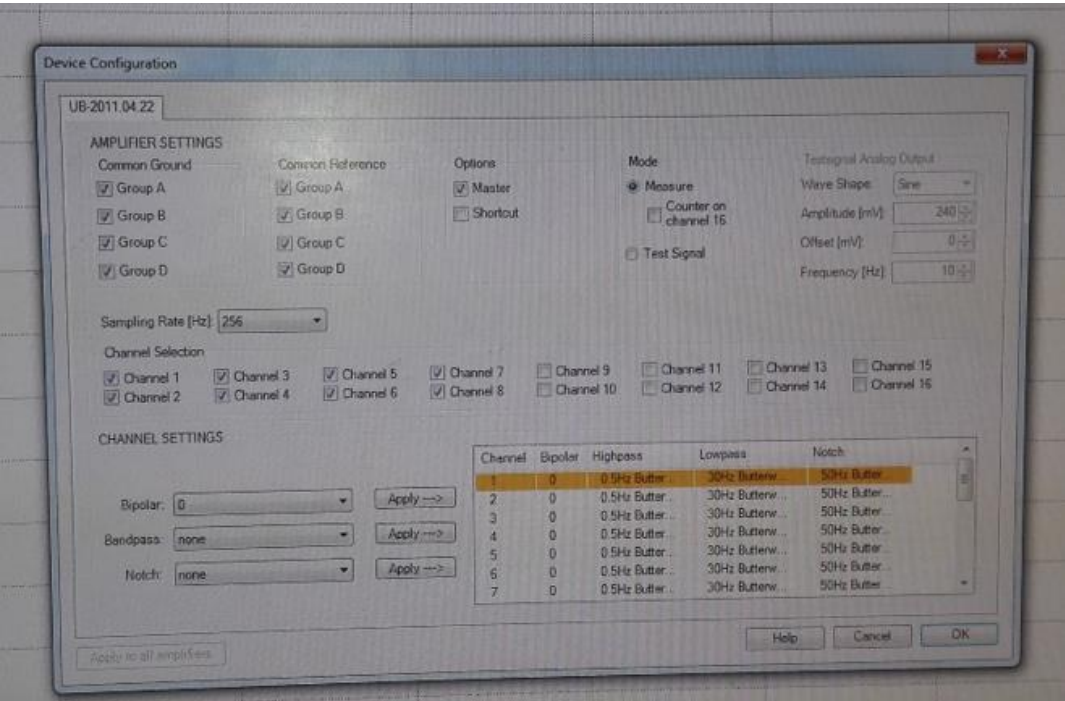 Device Configuration
UB-2011.04.22
AMPLIFIER SETTINGS
Common Ground
Group A
Group B
Group C
Group D
Common Reference
Group A
Group B
Group C
Group D
Options
Master
Shortcut
Mode
Measure
Counter on
channel 16
Test Signal
Testsignal Analog Output
Wave Shape: Sine
Amplitude [mV]: 240
Offset [mV]: 0
Frequency [Hz]: 10
Sampling Rate [Hz]: 256
Channel Selection
Channel 1 Channel 3 Channel 5 Channel 7 Channel 9 Channel 11 Channel 13 Channel 15
Channel 2 Channel 4 Channel 6 Channel 8 Channel 10 Channel 12 Channel 14 Channel 16
CHANNEL SETTINGS
Bipolar: 0 Apply --->
Bandpass: none Apply --->
Notch: none Apply --->
Channel Bipolar Highpass Lowpass Notch
1 0 0.5Hz Butter... 30Hz Butterw... 50Hz Butter...
2 0 0.5Hz Butter... 30Hz Butterw... 50Hz Butter...
3 0 0.5Hz Butter... 30Hz Butterw... 50Hz Butter...
4 0 0.5Hz Butter... 30Hz Butterw... 50Hz Butter...
5 0 0.5Hz Butter... 30Hz Butterw... 50Hz Butter...
6 0 0.5Hz Butter... 30Hz Butterw... 50Hz Butter...
7 0 0.5Hz Butter... 30Hz Butterw... 50Hz Butter...
Help Cancel OK
Apply to all amplifiers